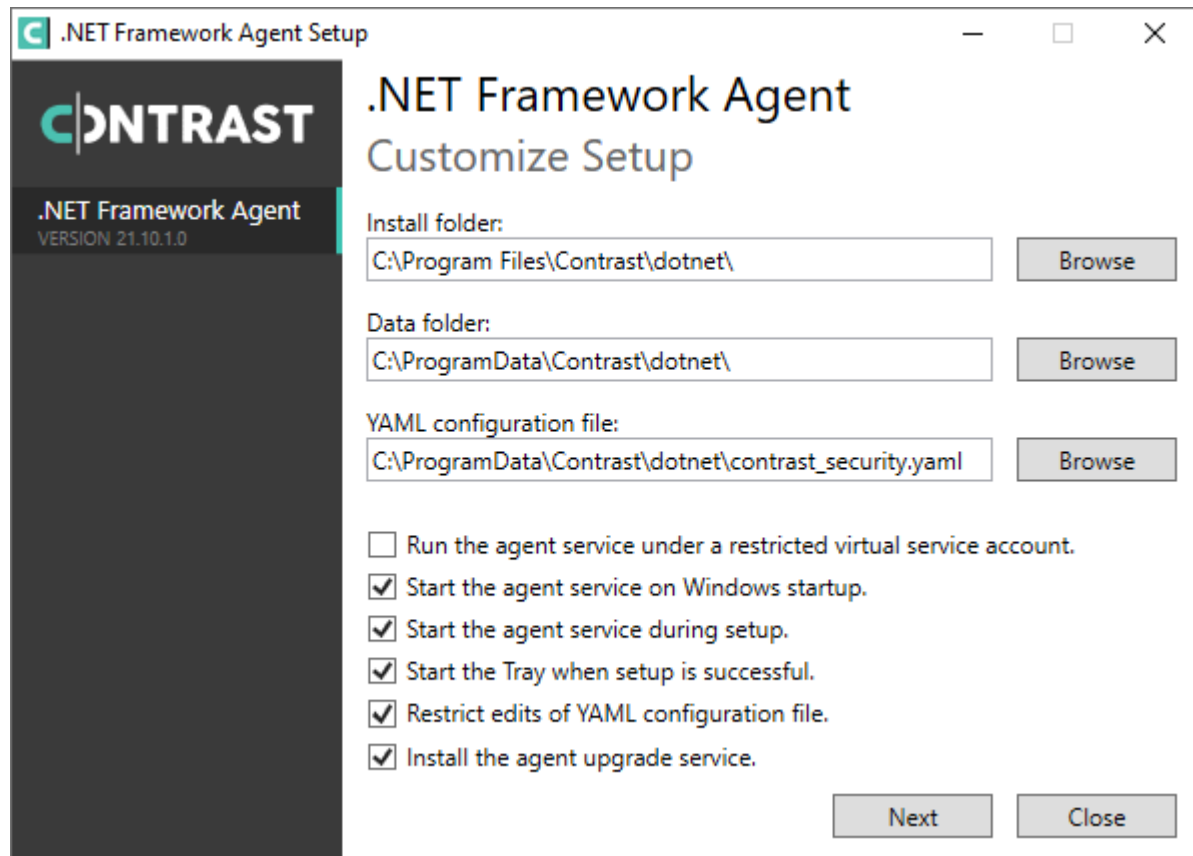 .NET Framework Agent Setup
CONTRAST
.NET Framework Agent
VERSION 21.10.1.0
.NET Framework Agent
Customize Setup
Install folder:
C:\Program Files\Contrast\dotnet\
Browse
Data folder:
C:\ProgramData\Contrast\dotnet\
Browse
YAML configuration file:
C:\ProgramData\Contrast\dotnet\contrast_security.yaml
Browse
Run the agent service under a restricted virtual service account.
Start the agent service on Windows startup.
Start the agent service during setup.
Start the Tray when setup is successful.
Restrict edits of YAML configuration file.
Install the agent upgrade service.
Next
Close